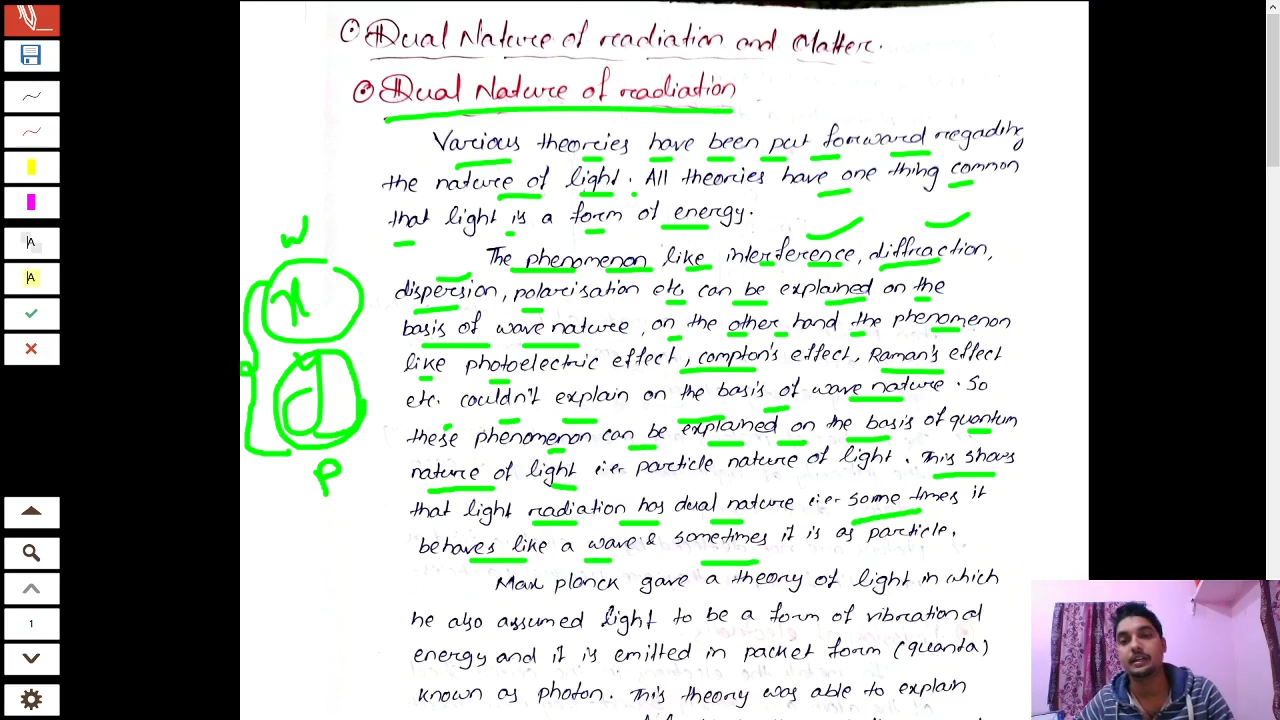 Dual Nature of readiation and Matter.
Dual Nature of readiation
Various theorcies have been put forward regading
the nature of light. All theories have one thing common
that light is a form of energy.
The phenomenon like interference, diffraction,
dispersion, polarisation etc can be explained on the
basis of wave nature, on the other hand the phenomenon
like photoelectric effect, compton's effect, Raman's effect
etc. couldn't explain on the basis of wave nature. So
these phenomenon can be explained on the basis of quantum
nature of light i.e. particle nature of light. This shows
that light readiation has dual nature i.e. some times it
behaves like a wave & sometimes it is as particle.
Max planck gave a theory of light in which
he also assumed light to be a form of vibrational
energy and it is emitted in packet form (quanta)
known as photon. This theory was able to explain
W
P
A
A
1